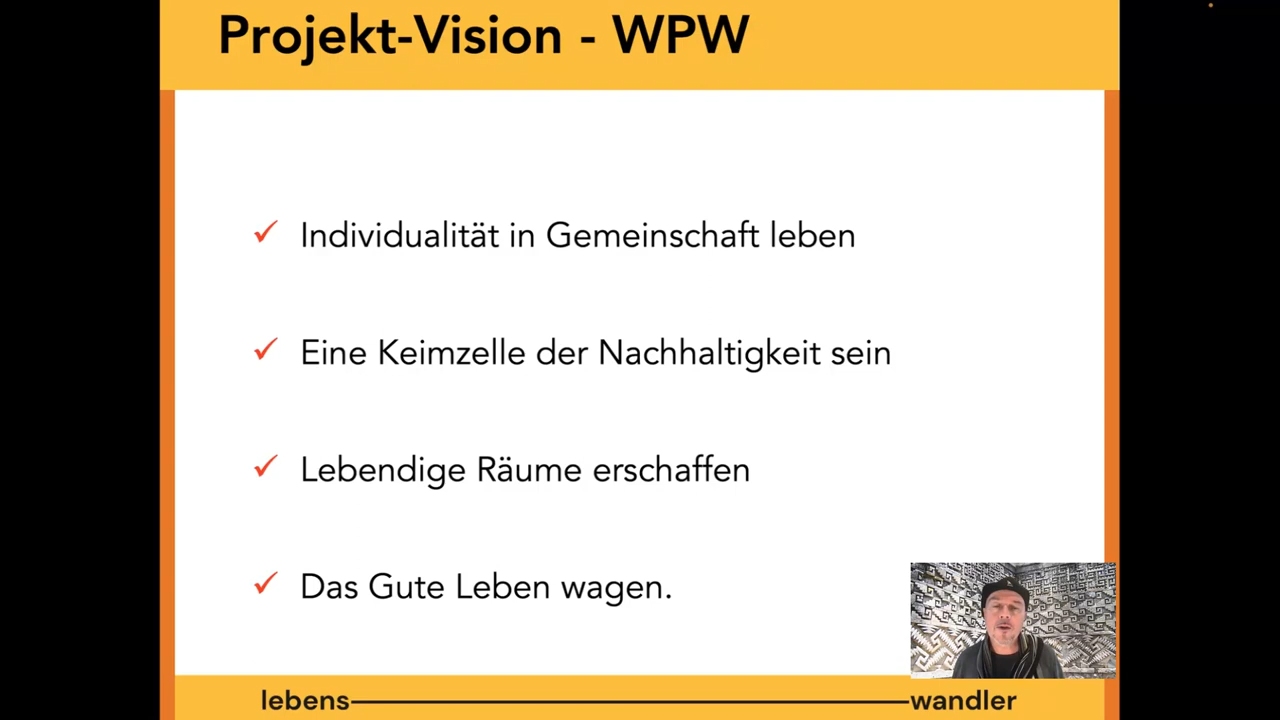 Projekt-Vision - WPW
Individualität in Gemeinschaft leben
Eine Keimzelle der Nachhaltigkeit sein
Lebendige Räume erschaffen
Das Gute Leben wagen.
lebens wandler